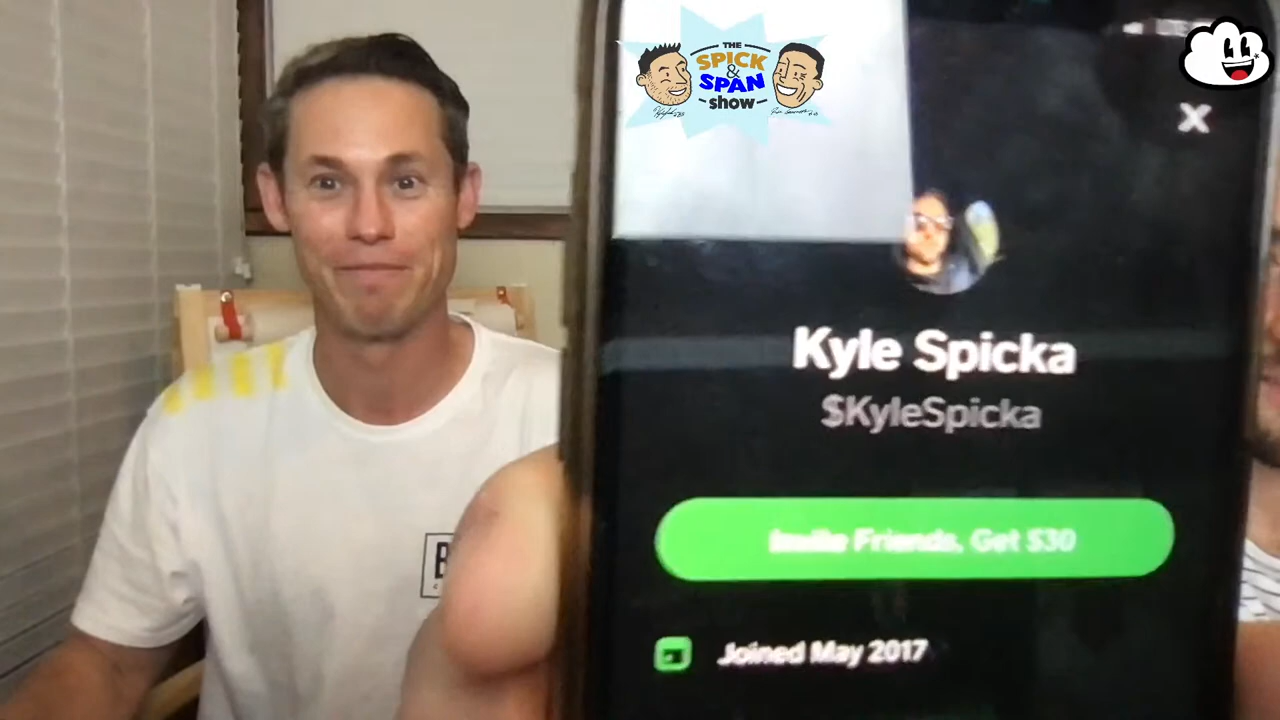 THE
SPICK
&
SPAN
show
Kyle Spicka
$KyleSpicka
Invite Friends, Get $30
Joined May 2017
B